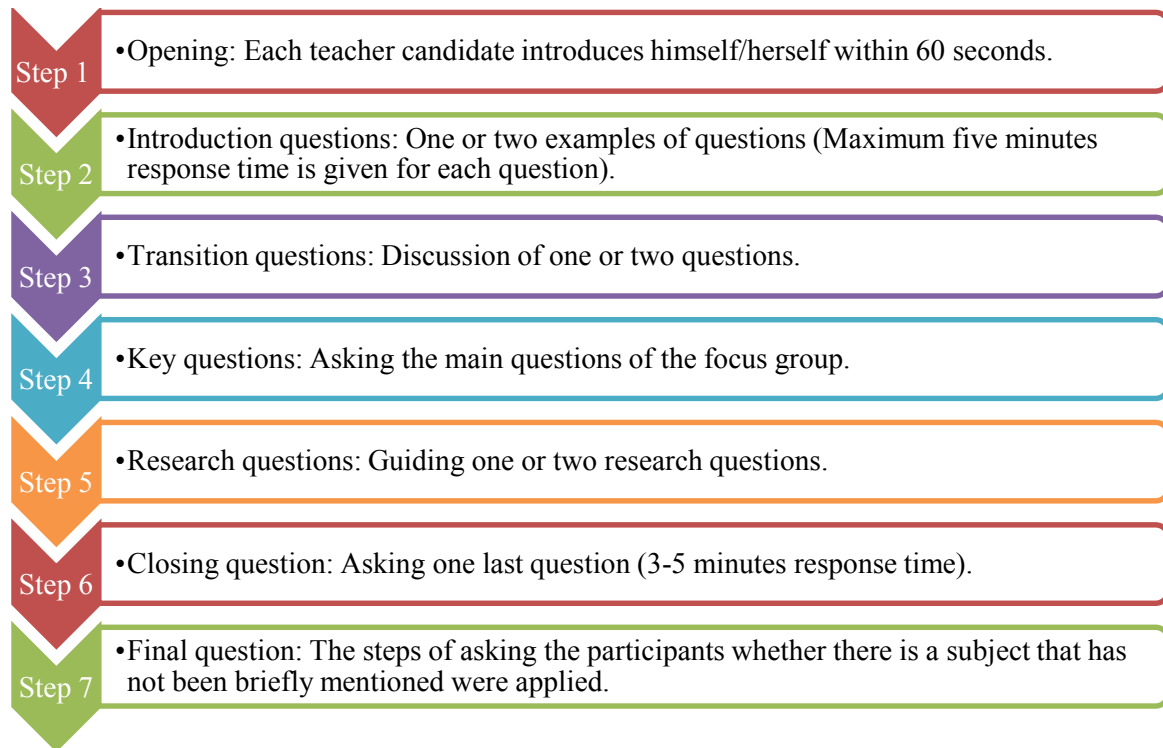 Step 1
•Opening: Each teacher candidate introduces himself/herself within 60 seconds.
Step 2
•Introduction questions: One or two examples of questions (Maximum five minutes
response time is given for each question).
Step 3
•Transition questions: Discussion of one or two questions.
Step 4
•Key questions: Asking the main questions of the focus group.
Step 5
•Research questions: Guiding one or two research questions.
Step 6
•Closing question: Asking one last question (3-5 minutes response time).
Step 7
•Final question: The steps of asking the participants whether there is a subject that has
not been briefly mentioned were applied.